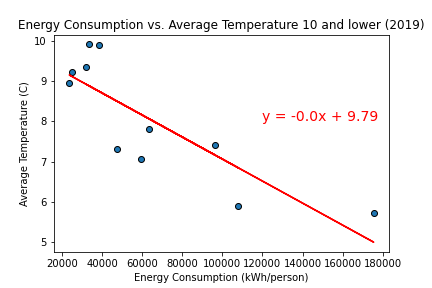 Energy Consumption vs. Average Temperature 10 and lower (2019)
10
9
8
7
6
5
Average Temperature (C)
y = -0.0x + 9.79
20000 40000 60000 80000 100000 120000 140000 160000 180000
Energy Consumption (kWh/person)